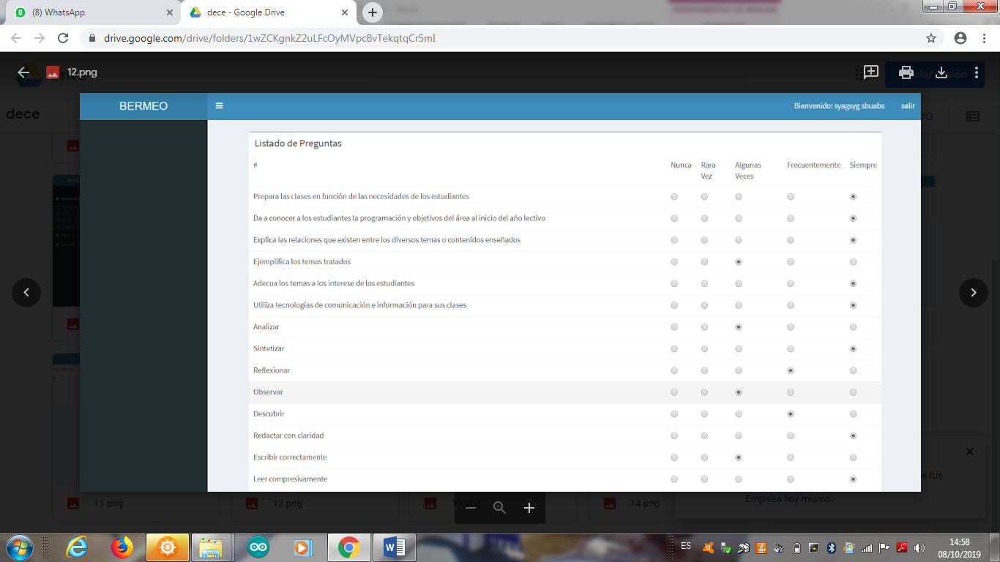 (8) WhatsApp
dece - Google Drive
drive.google.com/drive/folders/1wZCKgnkZ2uLFcOyMVpcBvTekqtqCr5mI
12.png
dece
BERMEO
Bienvenido: syagsyg sbuabs
salir
Listado de Preguntas
# Nunca Rara Vez Algunas Veces Frecuentemente Siempre
Prepara las clases en función de las necesidades de los estudiantes
Da a conocer a los estudiantes la programación y objetivos del área al inicio del año lectivo
Explica las relaciones que existen entre los diversos temas o contenidos enseñados
Ejemplifica los temas tratados
Adecua los temas a los interese de los estudiantes
Utiliza tecnologías de comunicación e información para sus clases
Analizar
Sintetizar
Reflexionar
Observar
Descubrir
Redactar con claridad
Escribir correctamente
Leer compresivamente
tus
Empieza hoy mismo.
11.png
12.png
13.png
14.png
ES
14:58
08/10/2019